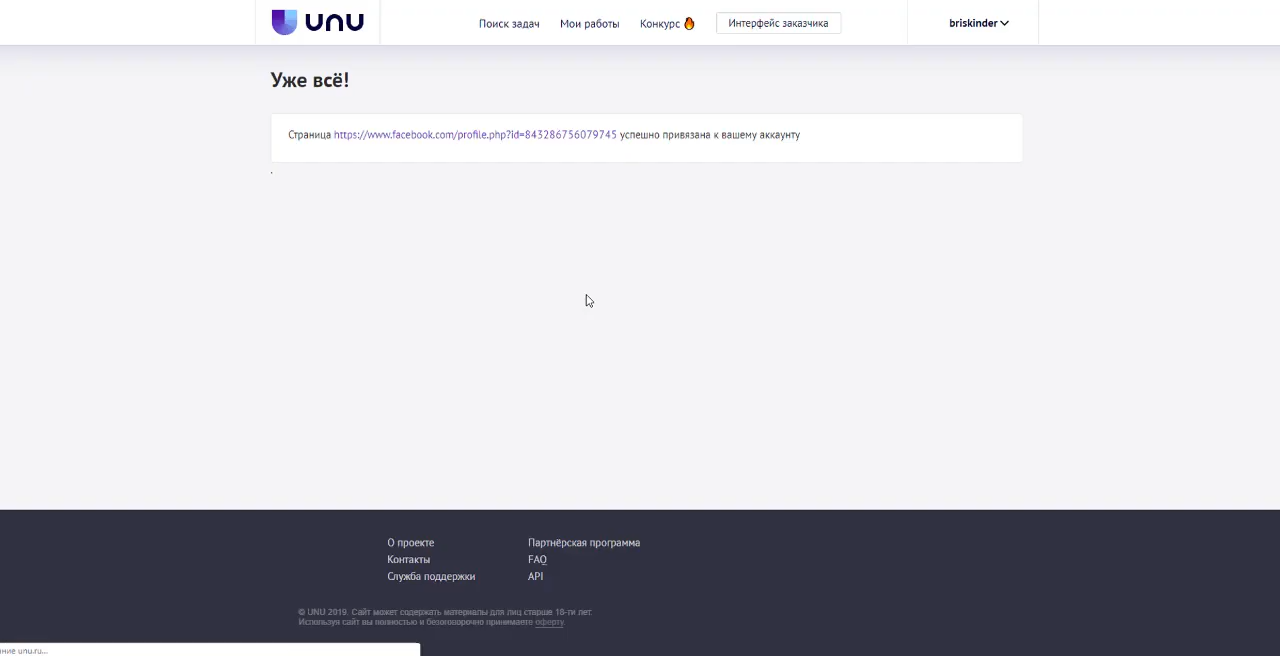 unu
Поиск задач Мои работы Конкурс Интерфейс заказчика briskinder
Уже всё!
Страница https://www.facebook.com/profile.php?id=843286756079745 успешно привязана к вашему аккаунту
.
О проекте Партнёрская программа
Контакты FAQ
Служба поддержки API
© UNU 2019. Сайт может содержать материалы для лиц старше 18-ти лет.
Используя сайт вы полностью и безоговорочно принимаете оферту.
unu.ru...